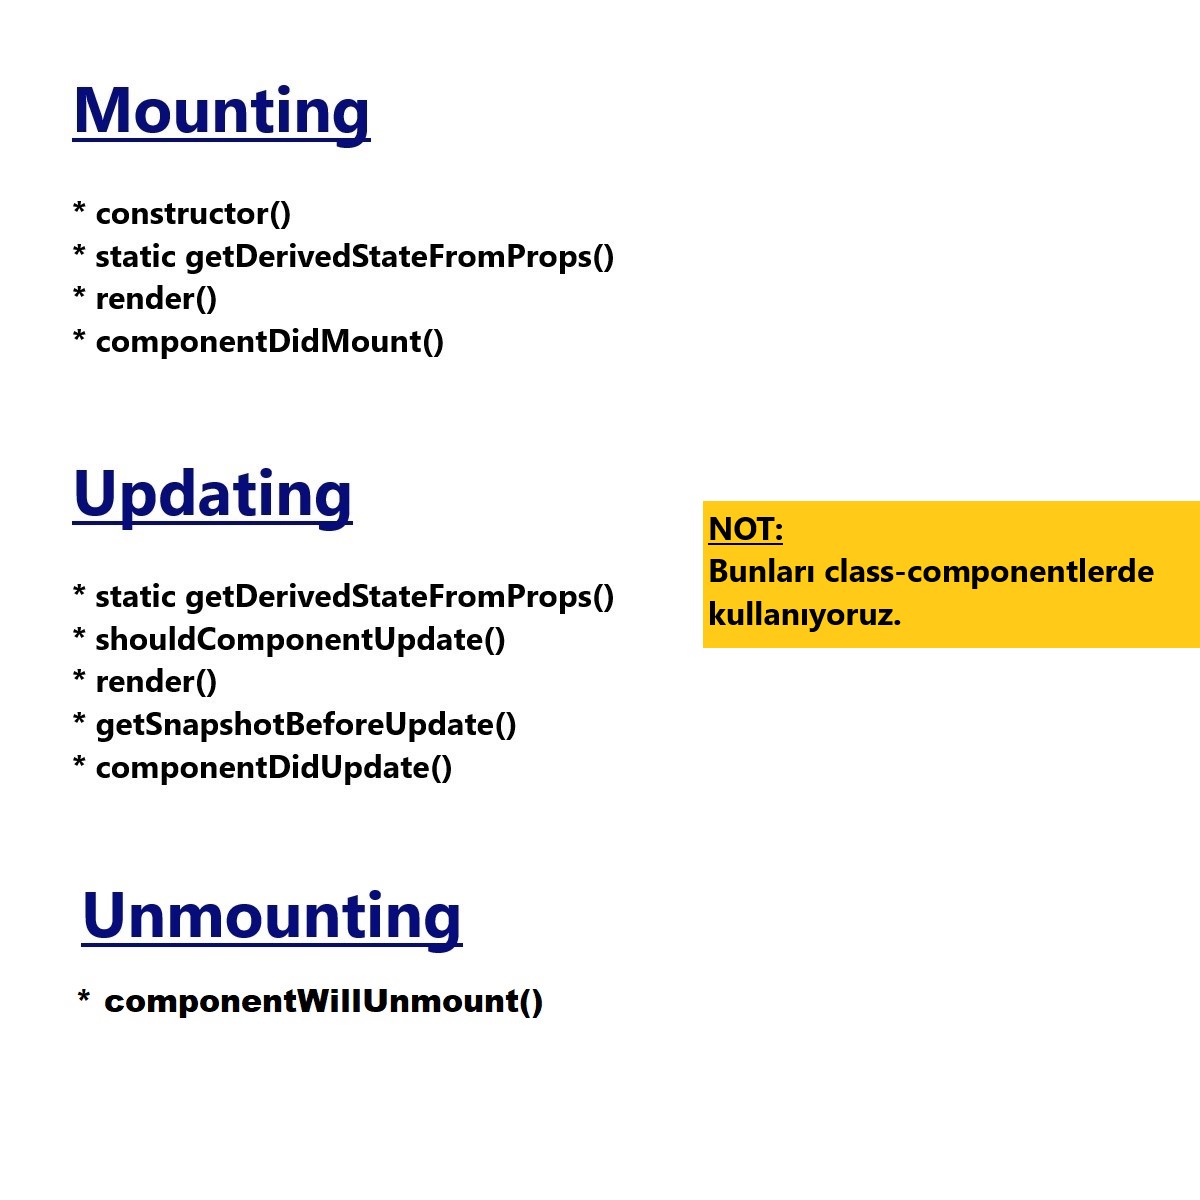 Mounting
* constructor()
* static getDerivedStateFromProps()
* render()
* componentDidMount()
Updating
* static getDerivedStateFromProps()
* shouldComponentUpdate()
* render()
* getSnapshotBeforeUpdate()
* componentDidUpdate()
NOT:
Bunları class-componentlerde
kullanıyoruz.
Unmounting
* componentWillUnmount()